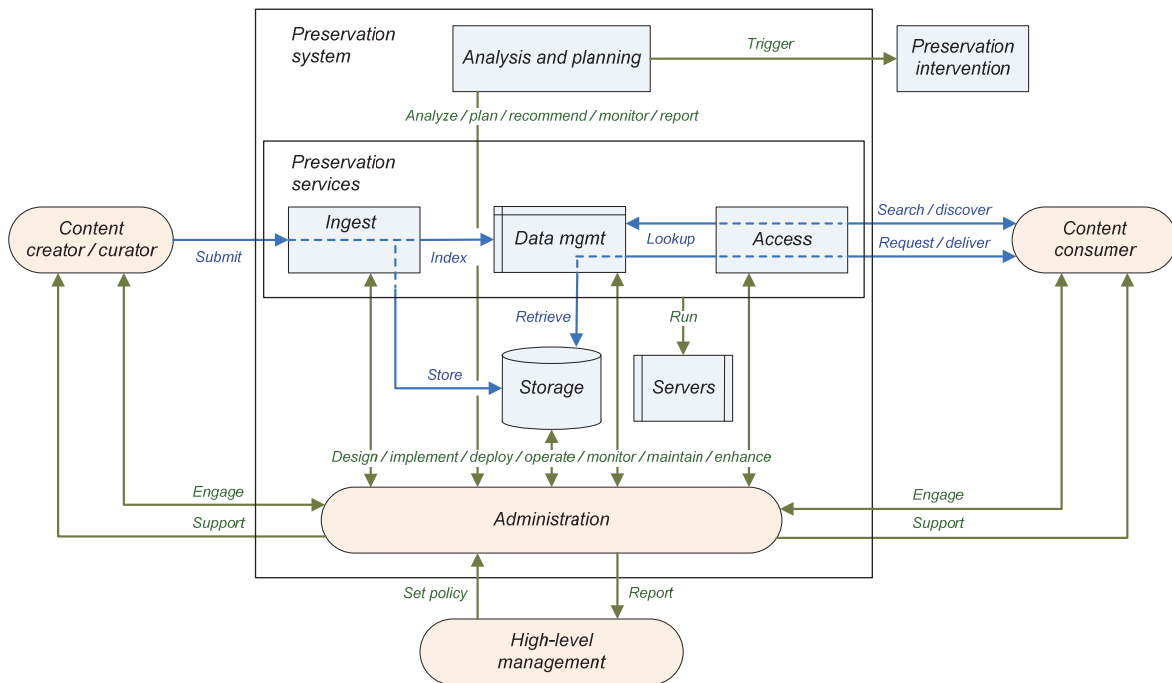 Preservation
system
Analysis and planning
Trigger
Preservation
intervention
Analyze / plan / recommend / monitor / report
Preservation
services
Content
creator / curator
Submit
Ingest
Index
Data mgmt
Lookup
Access
Search / discover
Request / deliver
Content
consumer
Retrieve
Run
Store
Storage
Servers
Design / implement / deploy / operate / monitor / maintain / enhance
Engage
Support
Administration
Engage
Support
Set policy
Report
High-level
management